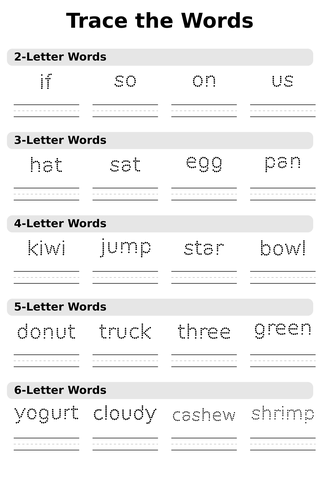 Trace the Words
2-Letter Words
if so on us
3-Letter Words
hat sat egg pan
4-Letter Words
kiwi jump star bowl
5-Letter Words
donut truck three green
6-Letter Words
yogurt cloudy cashew shrimp